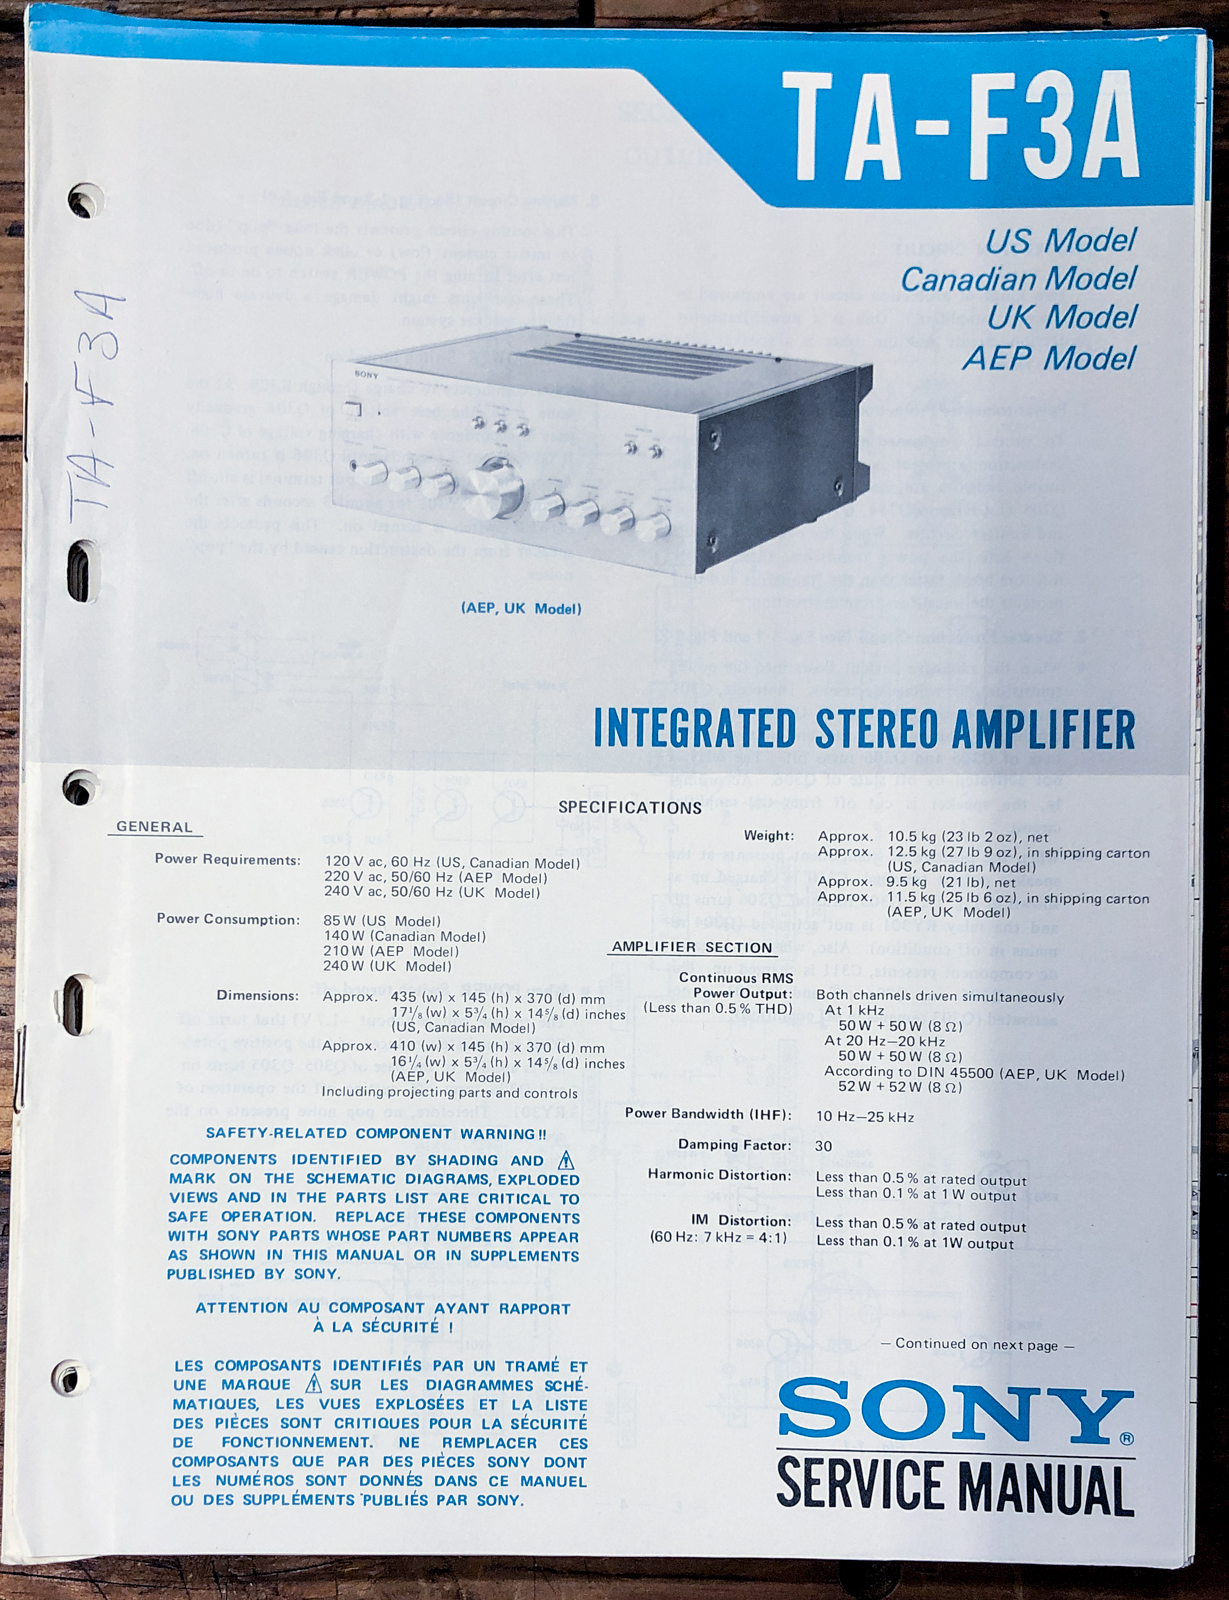 TA-F3A
US Model
Canadian Model
UK Model
AEP Model
TA-F3A
SONY
(AEP, UK Model)
INTEGRATED STEREO AMPLIFIER
SPECIFICATIONS
GENERAL
Power Requirements: 120 V ac, 60 Hz (US, Canadian Model)
220 V ac, 50/60 Hz (AEP Model)
240 V ac, 50/60 Hz (UK Model)
Power Consumption: 85 W (US Model)
140 W (Canadian Model)
210 W (AEP Model)
240 W (UK Model)
Dimensions: Approx. 435 (w) x 145 (h) x 370 (d) mm
17⅛ (w) x 5¾ (h) x 14⅝ (d) inches
(US, Canadian Model)
Approx. 410 (w) x 145 (h) x 370 (d) mm
16¼ (w) x 5¾ (h) x 14⅝ (d) inches
(AEP, UK Model)
Including projecting parts and controls
SAFETY-RELATED COMPONENT WARNING!!
COMPONENTS IDENTIFIED BY SHADING AND ⚠
MARK ON THE SCHEMATIC DIAGRAMS, EXPLODED
VIEWS AND IN THE PARTS LIST ARE CRITICAL TO
SAFE OPERATION. REPLACE THESE COMPONENTS
WITH SONY PARTS WHOSE PART NUMBERS APPEAR
AS SHOWN IN THIS MANUAL OR IN SUPPLEMENTS
PUBLISHED BY SONY.
ATTENTION AU COMPOSANT AYANT RAPPORT
À LA SÉCURITÉ !
LES COMPOSANTS IDENTIFIÉS PAR UN TRAMÉ ET
UNE MARQUE ⚠ SUR LES DIAGRAMMES SCHÉ-
MATIQUES, LES VUES EXPLOSÉES ET LA LISTE
DES PIÈCES SONT CRITIQUES POUR LA SÉCURITÉ
DE FONCTIONNEMENT. NE REMPLACER CES
COMPOSANTS QUE PAR DES PIÈCES SONY DONT
LES NUMÉROS SONT DONNÉS DANS CE MANUEL
OU DES SUPPLÉMENTS PUBLIÉS PAR SONY.
Weight: Approx. 10.5 kg (23 lb 2 oz), net
Approx. 12.5 kg (27 lb 9 oz), in shipping carton
(US, Canadian Model)
Approx. 9.5 kg (21 lb), net
Approx. 11.5 kg (25 lb 6 oz), in shipping carton
(AEP, UK Model)
AMPLIFIER SECTION
Continuous RMS
Power Output: Both channels driven simultaneously
(Less than 0.5% THD) At 1 kHz
50 W + 50 W (8 Ω)
At 20 Hz—20 kHz
50 W + 50 W (8 Ω)
According to DIN 45500 (AEP, UK Model)
52 W + 52 W (8 Ω)
Power Bandwidth (IHF): 10 Hz—25 kHz
Damping Factor: 30
Harmonic Distortion: Less than 0.5% at rated output
Less than 0.1% at 1 W output
IM Distortion: Less than 0.5% at rated output
(60 Hz: 7 kHz = 4:1) Less than 0.1% at 1W output
— Continued on next page —
SONY®
SERVICE MANUAL